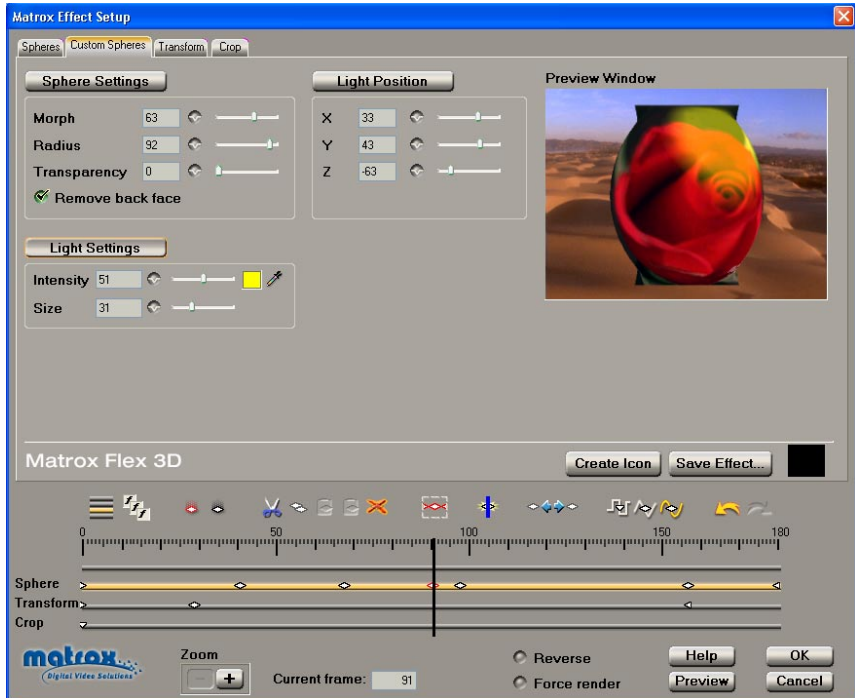 Matrox Effect Setup
Spheres Custom Spheres Transform Crop
Sphere Settings
Morph 63
Radius 92
Transparency 0
Remove back face
Light Settings
Intensity 51
Size 31
Light Position
X 33
Y 43
Z -63
Preview Window
Matrox Flex 3D
Create Icon Save Effect...
f f f
0 50 100 150 180
Sphere
Transform
Crop
matrox
Digital Video Solutions
Zoom
- +
Current frame: 91
Reverse
Force render
Help OK
Preview Cancel